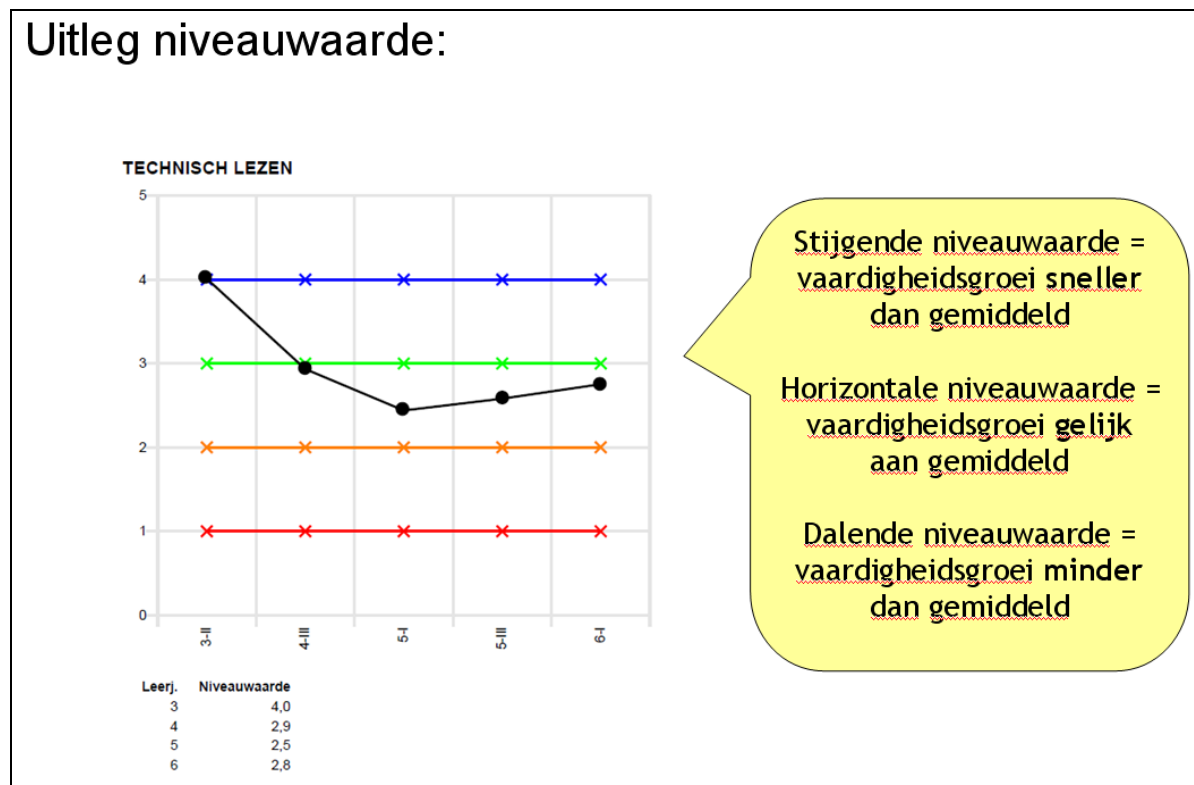 Uitleg niveauwaarde:
TECHNISCH LEZEN
5
4
3
2
1
0
3-II
4-III
5-I
5-III
6-I
Leerj. Niveauwaarde
3 4,0
4 2,9
5 2,5
6 2,8
Stijgende niveauwaarde =
vaardigheidsgroei sneller
dan gemiddeld
Horizontale niveauwaarde =
vaardigheidsgroei gelijk
aan gemiddeld
Dalende niveauwaarde =
vaardigheidsgroei minder
dan gemiddeld